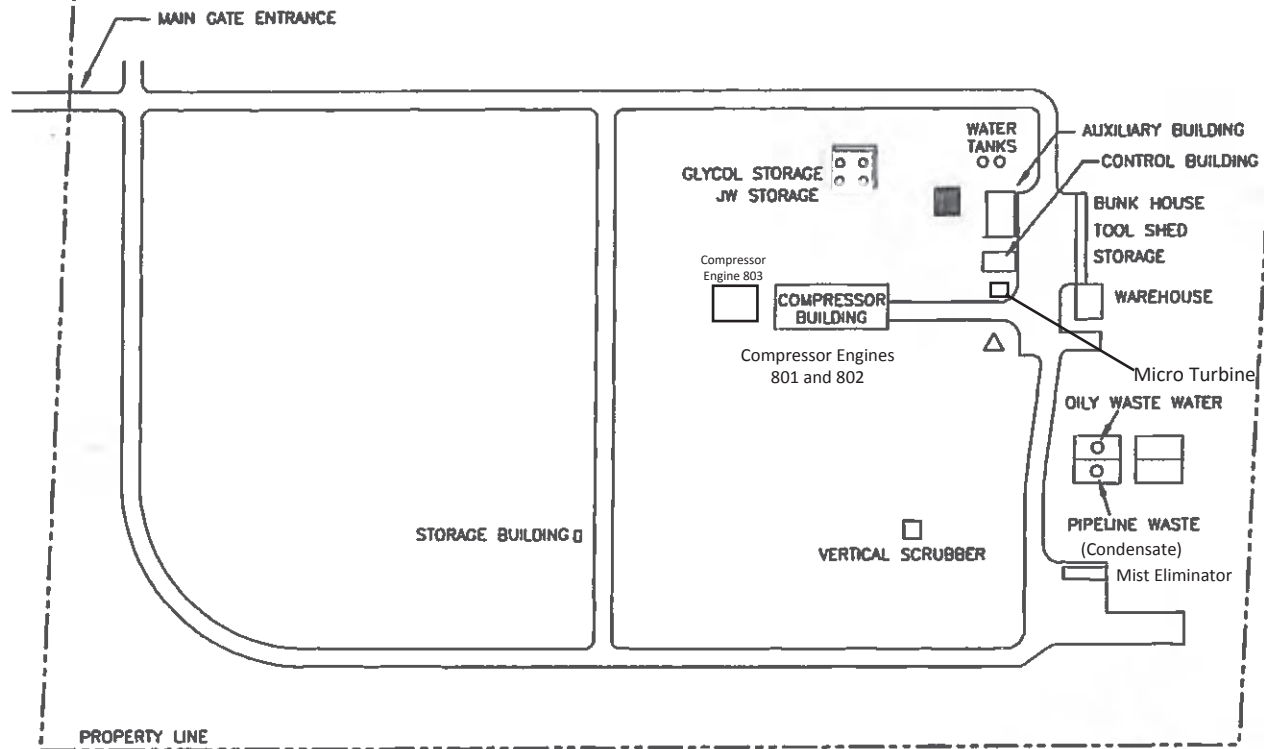 MAIN GATE ENTRANCE
WATER
TANKS
AUXILIARY BUILDING
CONTROL BUILDING
GLYCOL STORAGE
JW STORAGE
BUNK HOUSE
TOOL SHED
STORAGE
Compressor
Engine 803
COMPRESSOR
BUILDING
WAREHOUSE
Compressor Engines
801 and 802
Micro Turbine
OILY WASTE WATER
STORAGE BUILDING
VERTICAL SCRUBBER
PIPELINE WASTE
(Condensate)
Mist Eliminator
PROPERTY LINE